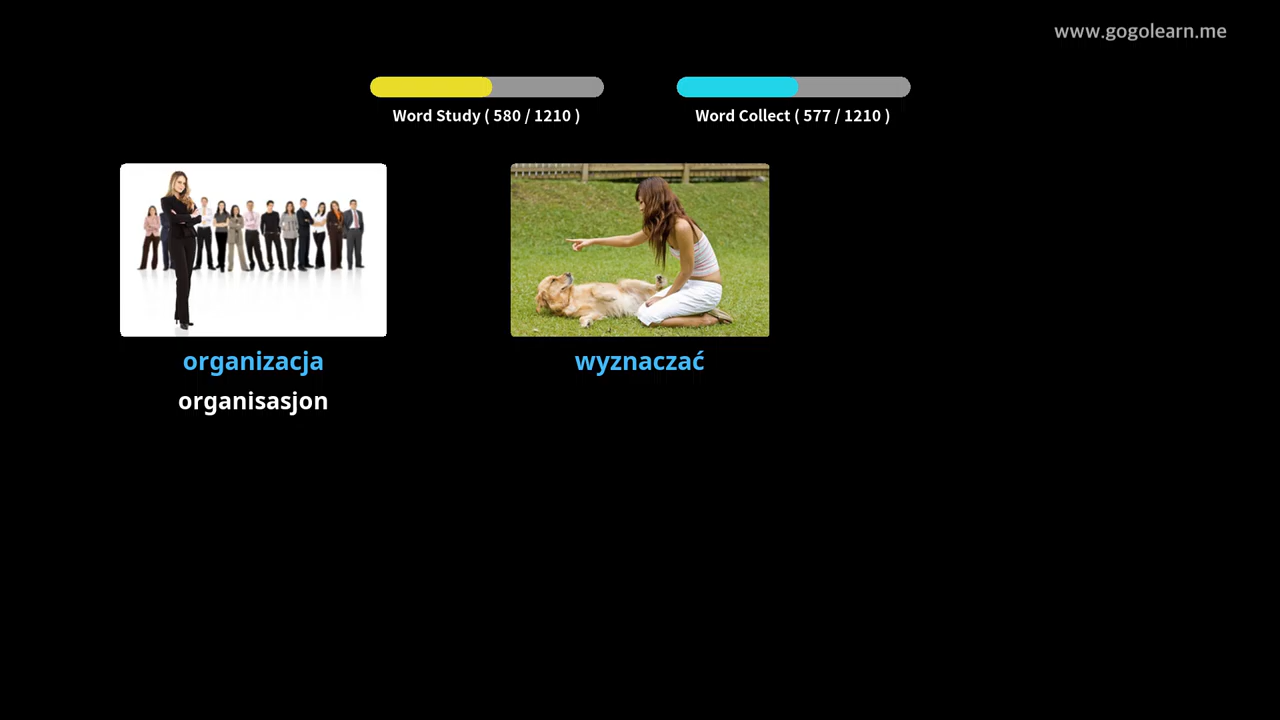 www.gogolearn.me
Word Study ( 580 / 1210 )
Word Collect ( 577 / 1210 )
organizacja
wyznaczać
organisasjon